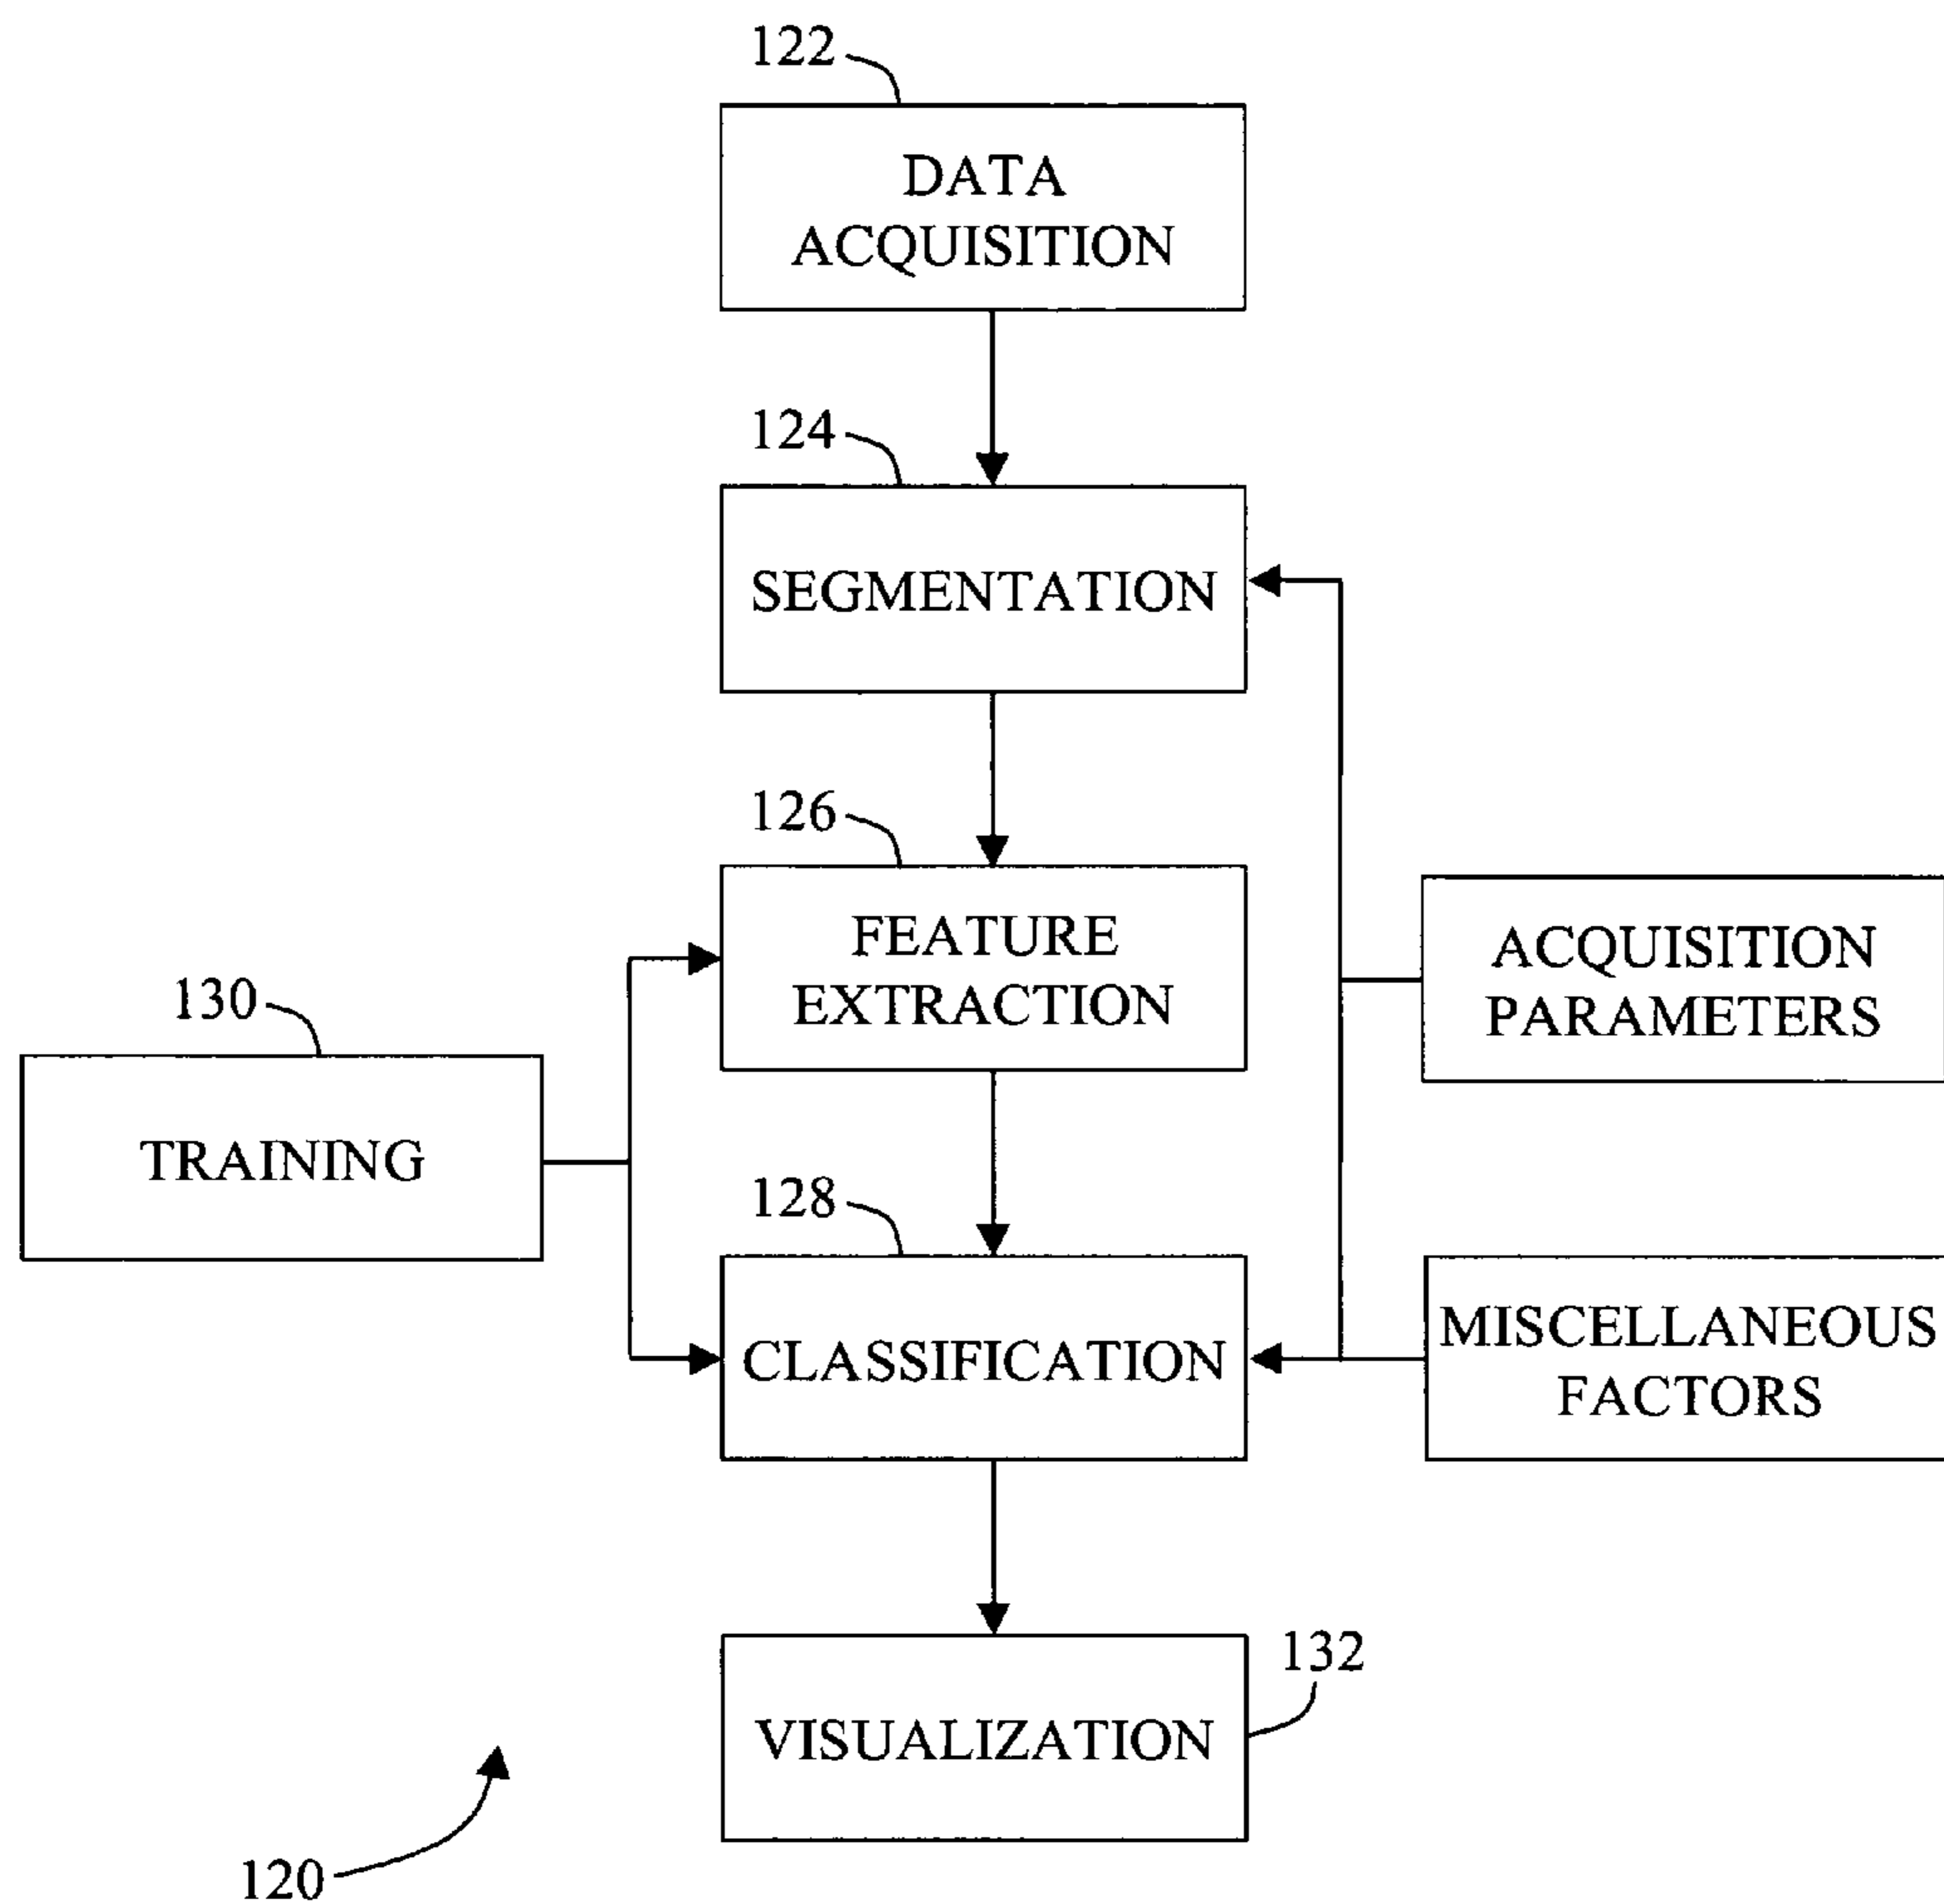 122
DATA
ACQUISITION
124
SEGMENTATION
126
FEATURE
EXTRACTION
ACQUISITION
PARAMETERS
130
TRAINING
128
CLASSIFICATION
MISCELLANEOUS
FACTORS
132
VISUALIZATION
120